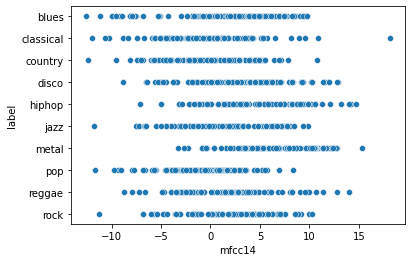 blues
classical
country
disco
hiphop
jazz
metal
pop
reggae
rock
label
−10 −5 0 5 10 15
mfcc14